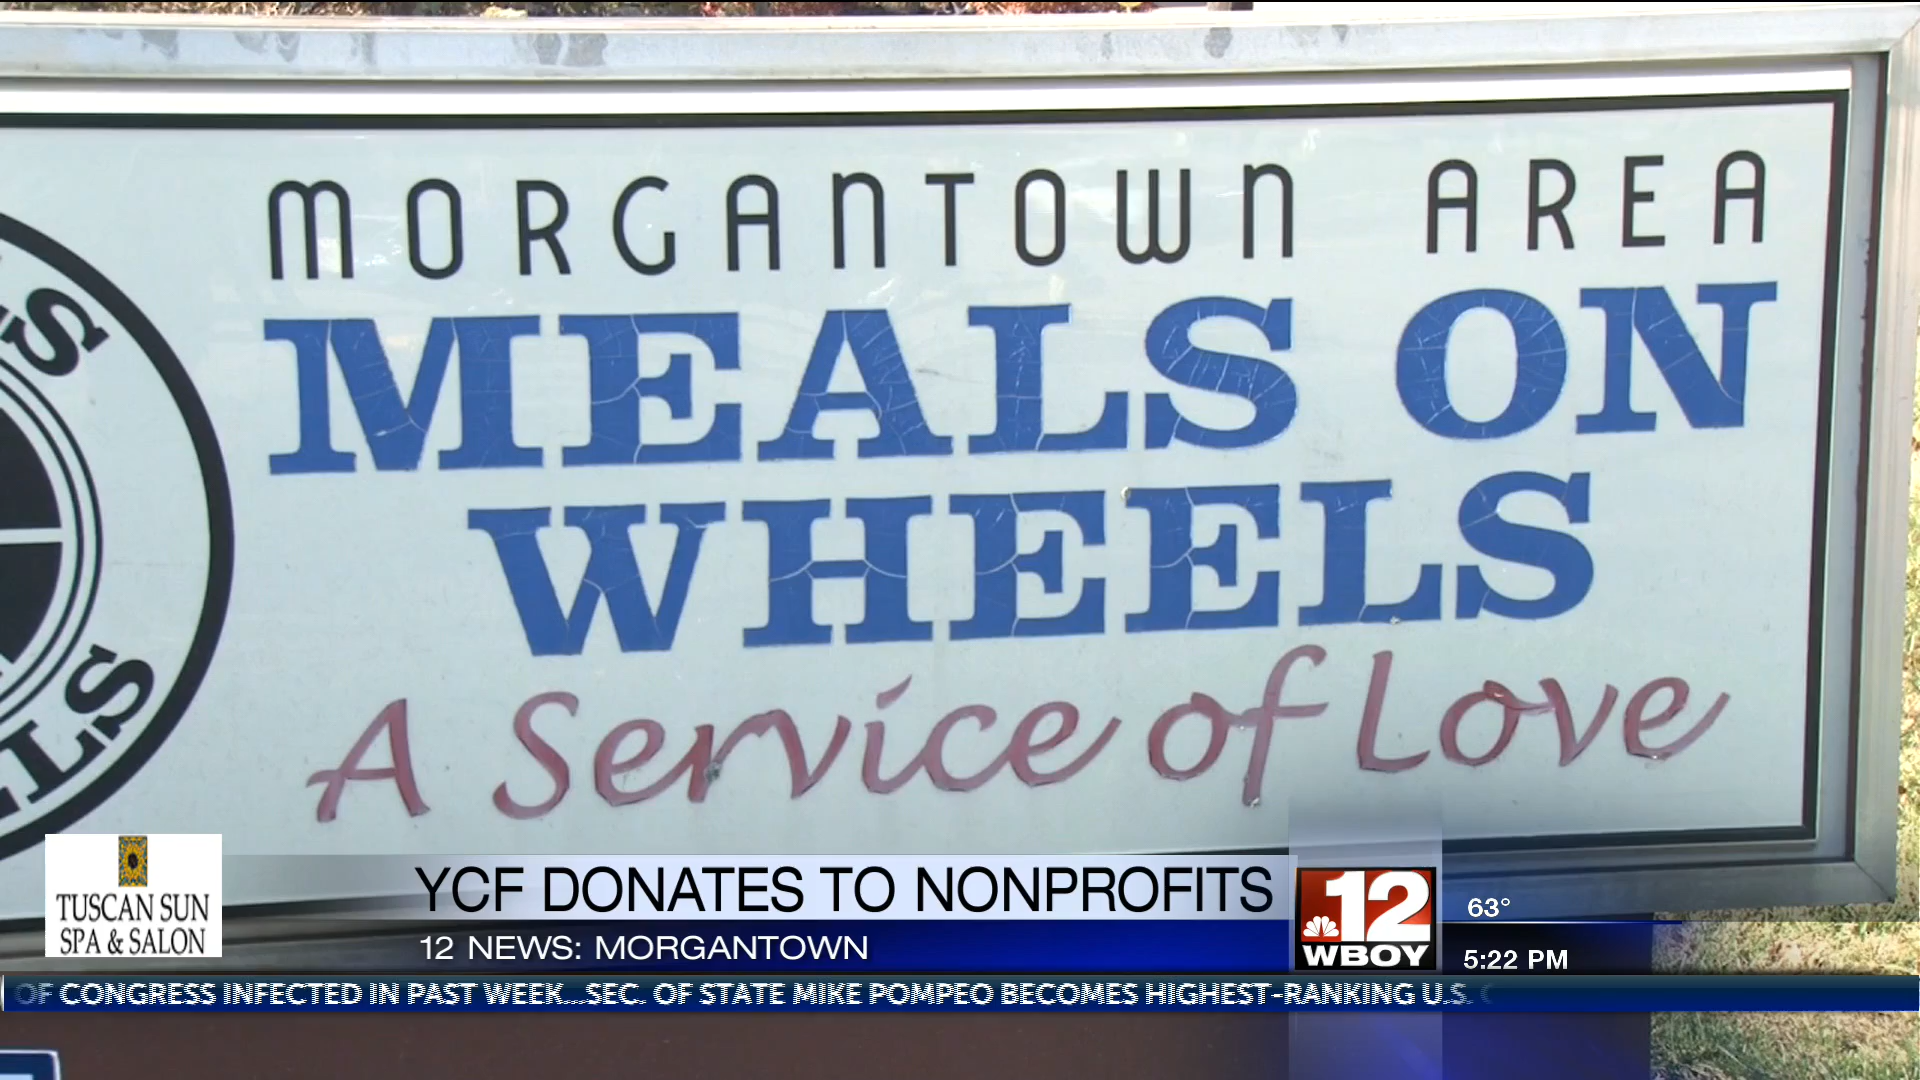 MORGANTOWN AREA
MEALS ON
WHEELS
A Service of Love
TUSCAN SUN
SPA & SALON
YCF DONATES TO NONPROFITS
12 NEWS: MORGANTOWN
12
WBOY
63°
5:22 PM
OF CONGRESS INFECTED IN PAST WEEK...SEC. OF STATE MIKE POMPEO BECOMES HIGHEST-RANKING U.S.